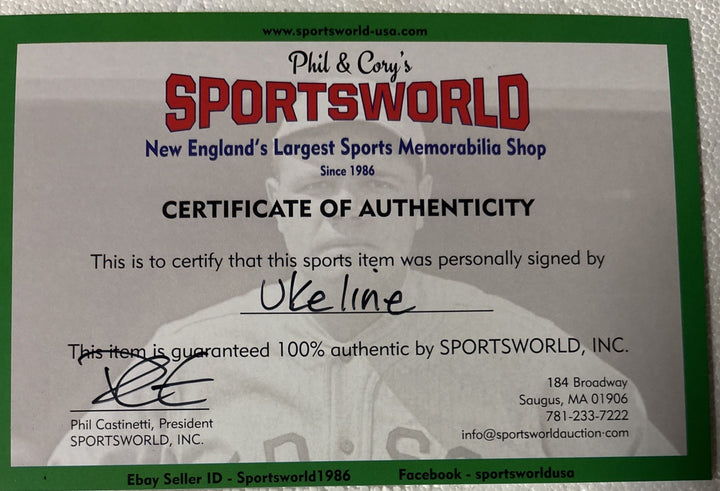 www.sportsworld-usa.com
Phil & Cory's
SPORTSWORLD
New England's Largest Sports Memorabilia Shop
Since 1986
CERTIFICATE OF AUTHENTICITY
This is to certify that this sports item was personally signed by
Ukeline
This item is guaranteed 100% authentic by SPORTSWORLD, INC.
Phil Castinetti, President
SPORTSWORLD, INC.
184 Broadway
Saugus, MA 01906
781-233-7222
info@sportsworldauction.com
Ebay Seller ID - Sportsworld1986
Facebook - sportsworldusa